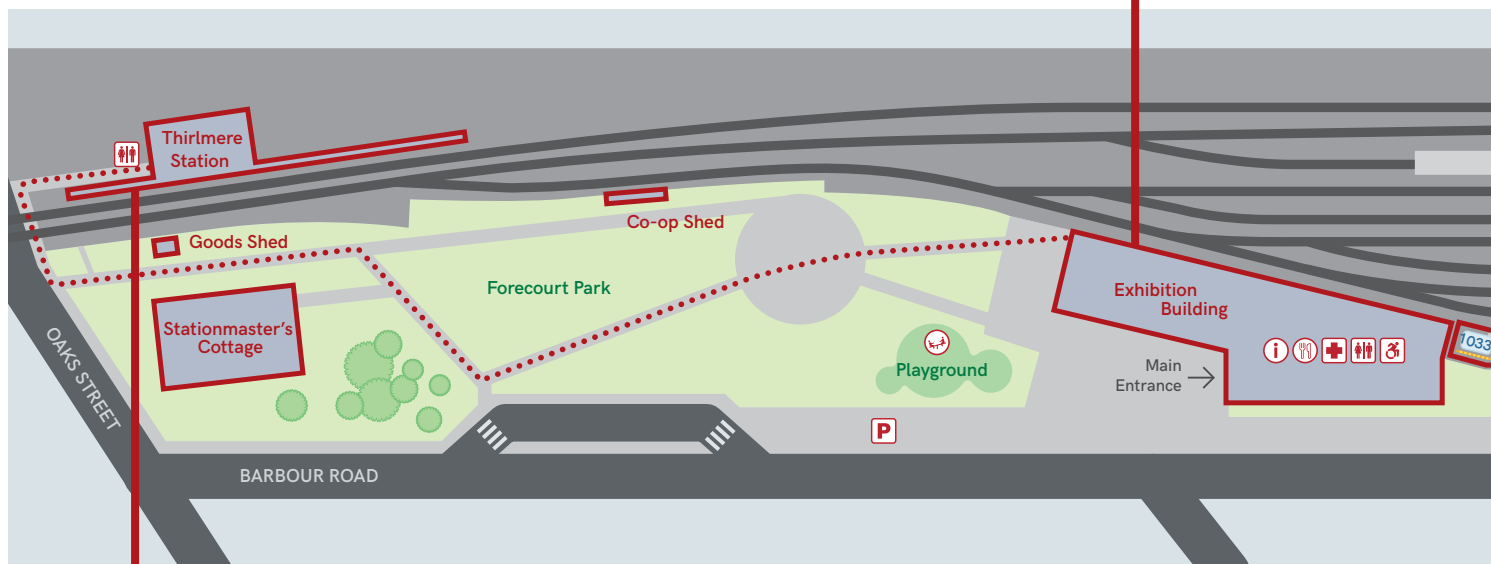 Thirlmere
Station
Goods Shed
Co-op Shed
Forecourt Park
Stationmaster's
Cottage
OAKS STREET
BARBOUR ROAD
Playground
P
Exhibition
Building
i
Main
Entrance
1033